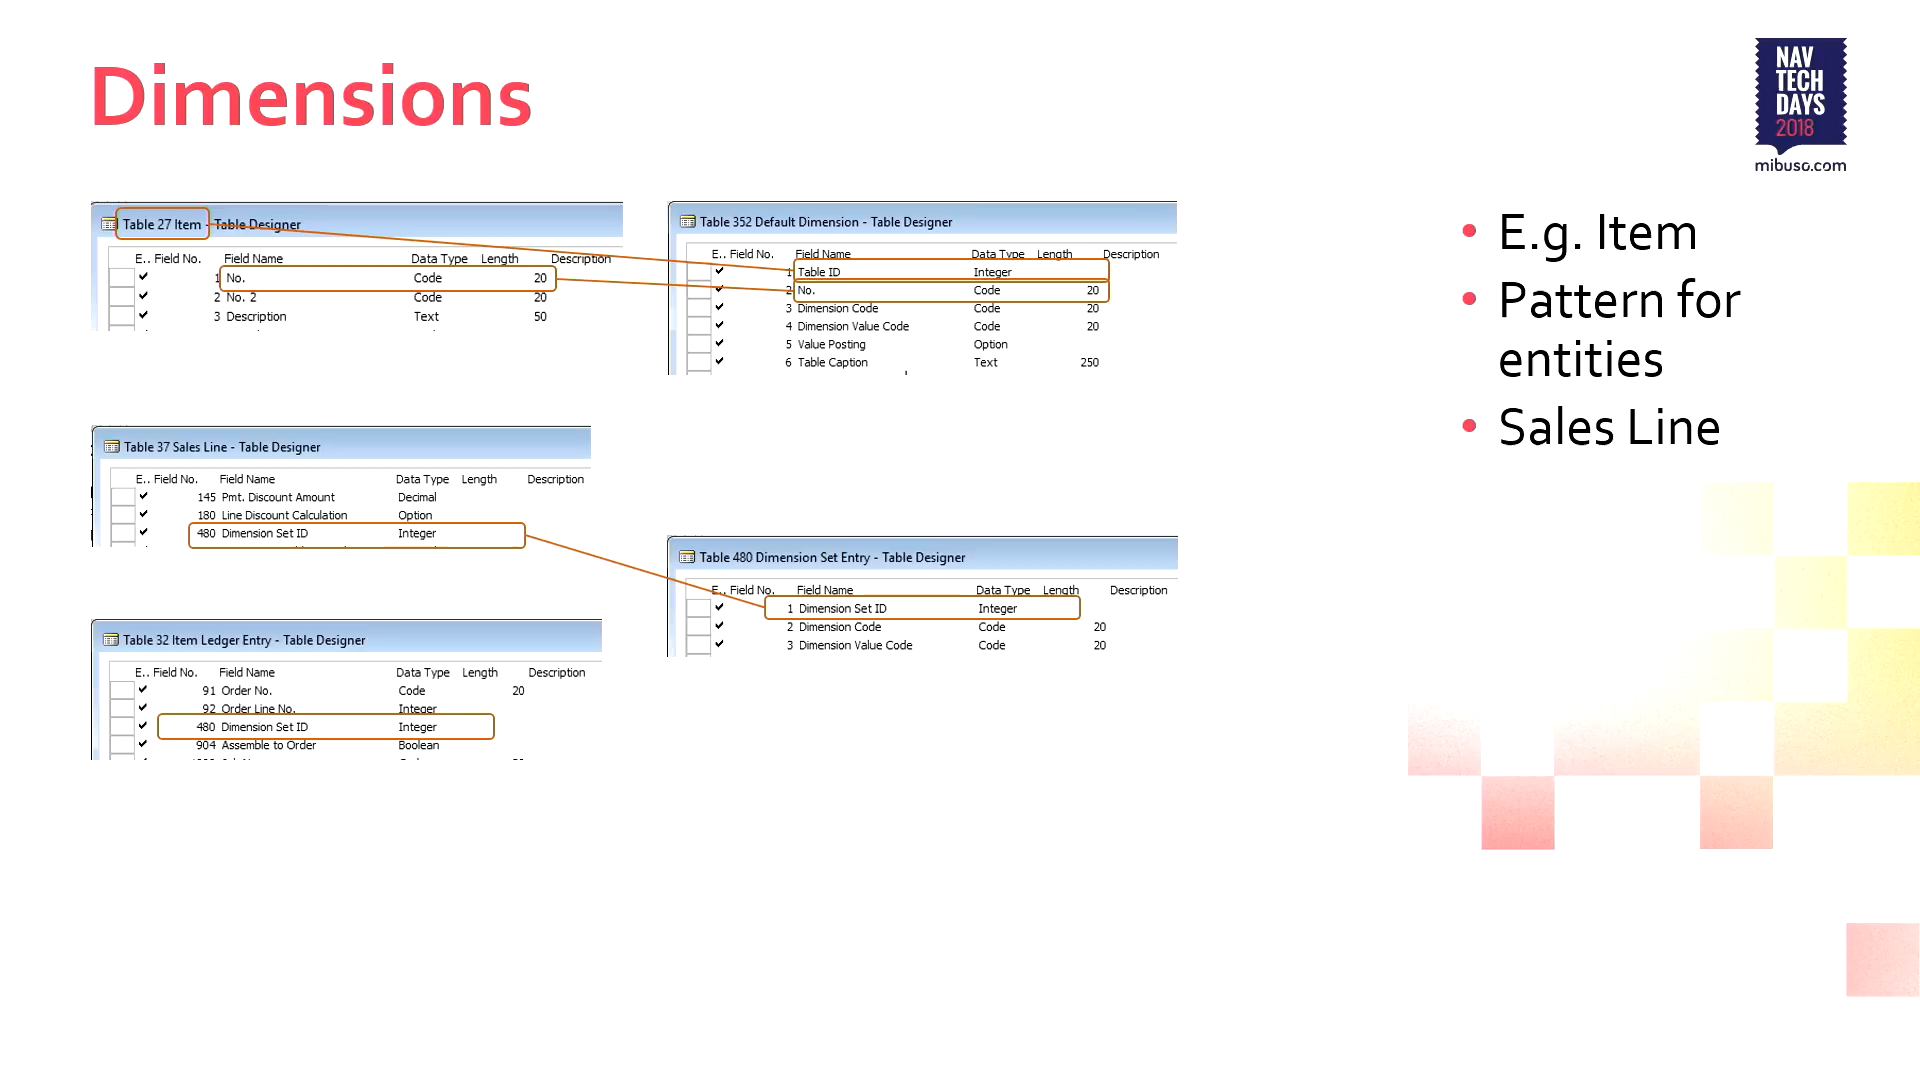 Dimensions
NAV
TECH
DAYS
2018
mibuso.com
Table 27 Item - Table Designer
E.. Field No. Field Name Data Type Length Description
1 No. Code 20
2 No. 2 Code 20
3 Description Text 50
Table 352 Default Dimension - Table Designer
E.. Field No. Field Name Data Type Length Description
1 Table ID Integer
2 No. Code 20
3 Dimension Code Code 20
4 Dimension Value Code Code 20
5 Value Posting Option
6 Table Caption Text 250
Table 37 Sales Line - Table Designer
E.. Field No. Field Name Data Type Length Description
145 Pmt. Discount Amount Decimal
180 Line Discount Calculation Option
480 Dimension Set ID Integer
Table 480 Dimension Set Entry - Table Designer
E.. Field No. Field Name Data Type Length Description
1 Dimension Set ID Integer
2 Dimension Code Code 20
3 Dimension Value Code Code 20
Table 32 Item Ledger Entry - Table Designer
E.. Field No. Field Name Data Type Length Description
91 Order No. Code 20
92 Order Line No. Integer
480 Dimension Set ID Integer
904 Assemble to Order Boolean
• E.g. Item
• Pattern for
entities
• Sales Line